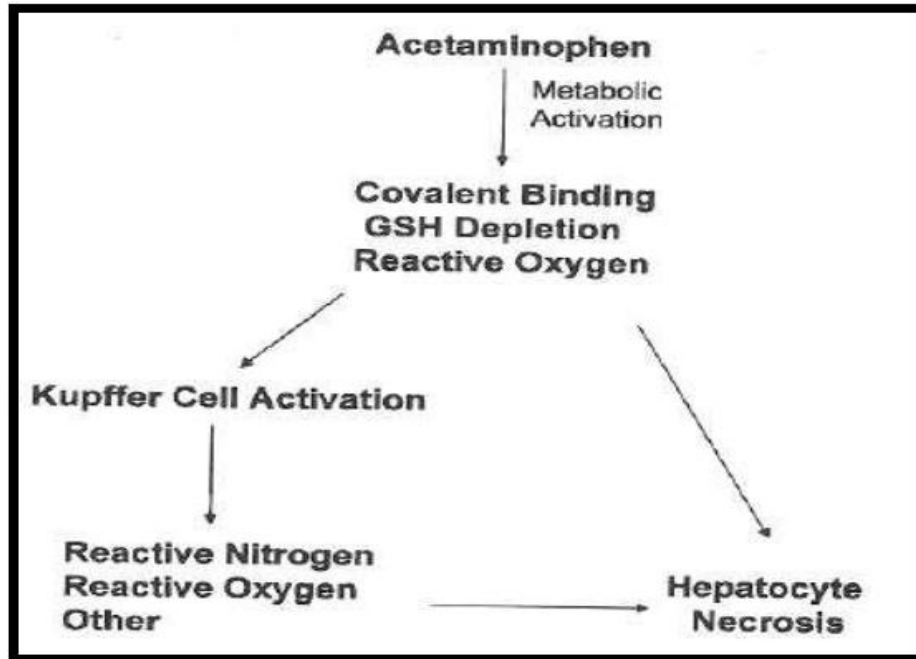 Acetaminophen
Metabolic
Activation
Covalent Binding
GSH Depletion
Reactive Oxygen
Kupffer Cell Activation
Reactive Nitrogen
Reactive Oxygen
Other
Hepatocyte
Necrosis